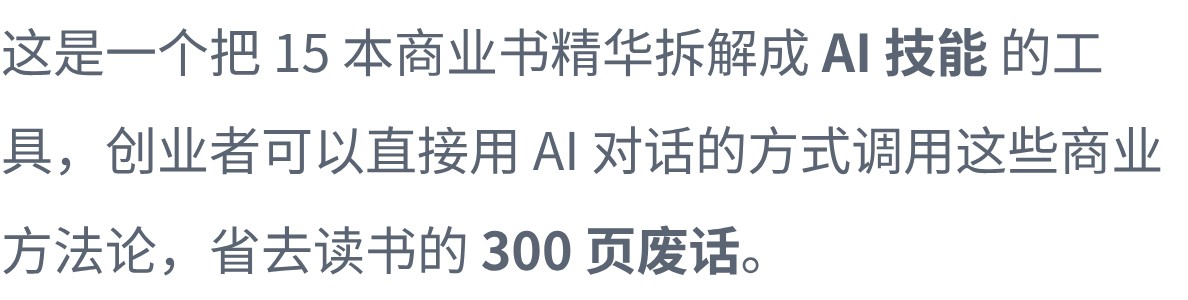 这是一个把 15 本商业书精华拆解成 AI 技能 的工
具，创业者可以直接用 AI 对话的方式调用这些商业
方法论，省去读书的 300 页废话。